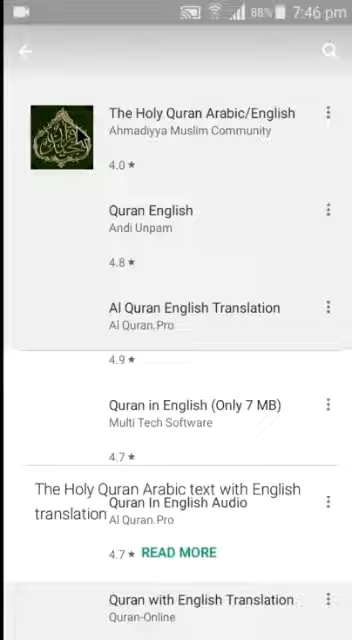 88% 7:46 pm
The Holy Quran Arabic/English
Ahmadiyya Muslim Community
4.0 ★
Quran English
Andi Unpam
4.8 ★
Al Quran English Translation
Al Quran.Pro
4.9 ★
Quran in English (Only 7 MB)
Multi Tech Software
4.7 ★
The Holy Quran Arabic text with English
translation
Quran In English Audio
Al Quran.Pro
4.7 ★ READ MORE
Quran with English Translation
Quran-Online